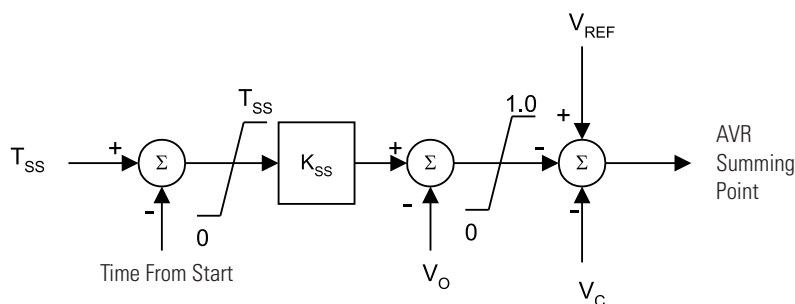 V_REF
T_SS
1.0
+
AVR
Summing
Point
T_SS
+
Σ
K_SS
+
Σ
-
Σ
-
0
-
0
-
Time From Start
V_O
V_C